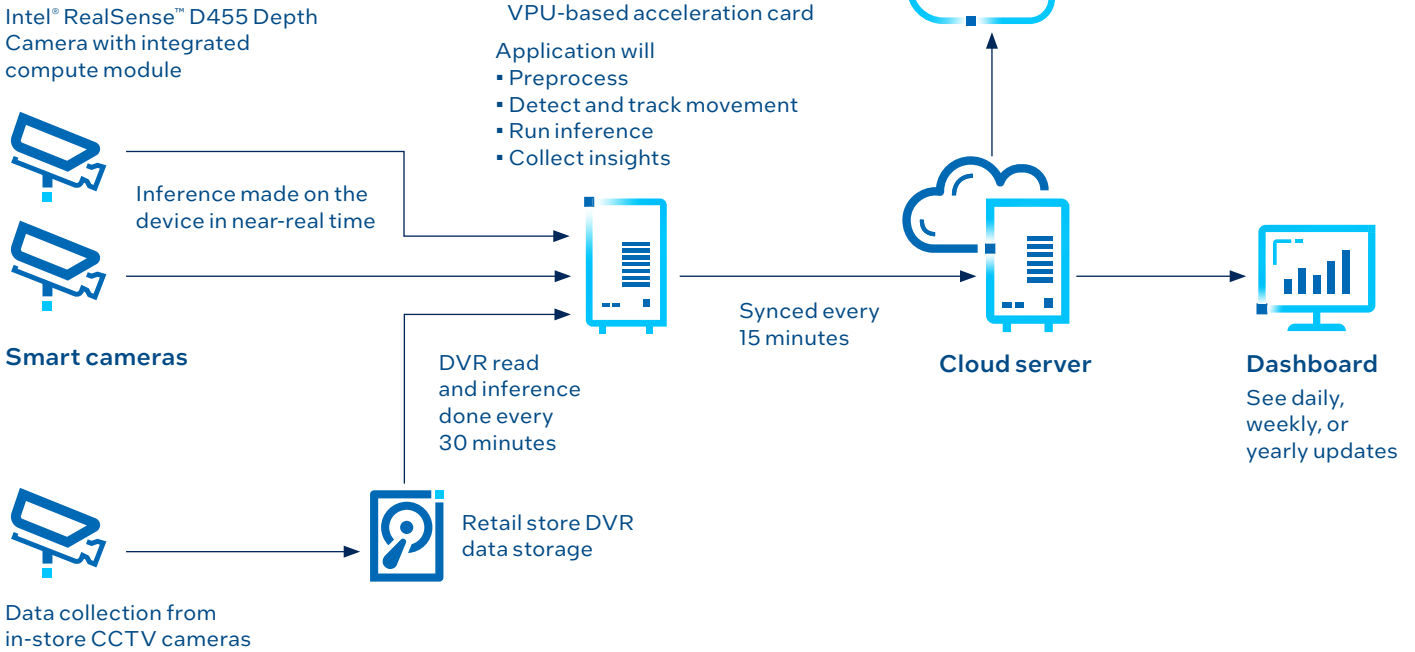 Intel® RealSense™ D455 Depth
Camera with integrated
compute module
VPU-based acceleration card
Application will
▪ Preprocess
▪ Detect and track movement
▪ Run inference
▪ Collect insights
Inference made on the
device in near-real time
Smart cameras
DVR read
and inference
done every
30 minutes
Synced every
15 minutes
Cloud server
Dashboard
See daily,
weekly, or
yearly updates
Retail store DVR
data storage
Data collection from
in-store CCTV cameras